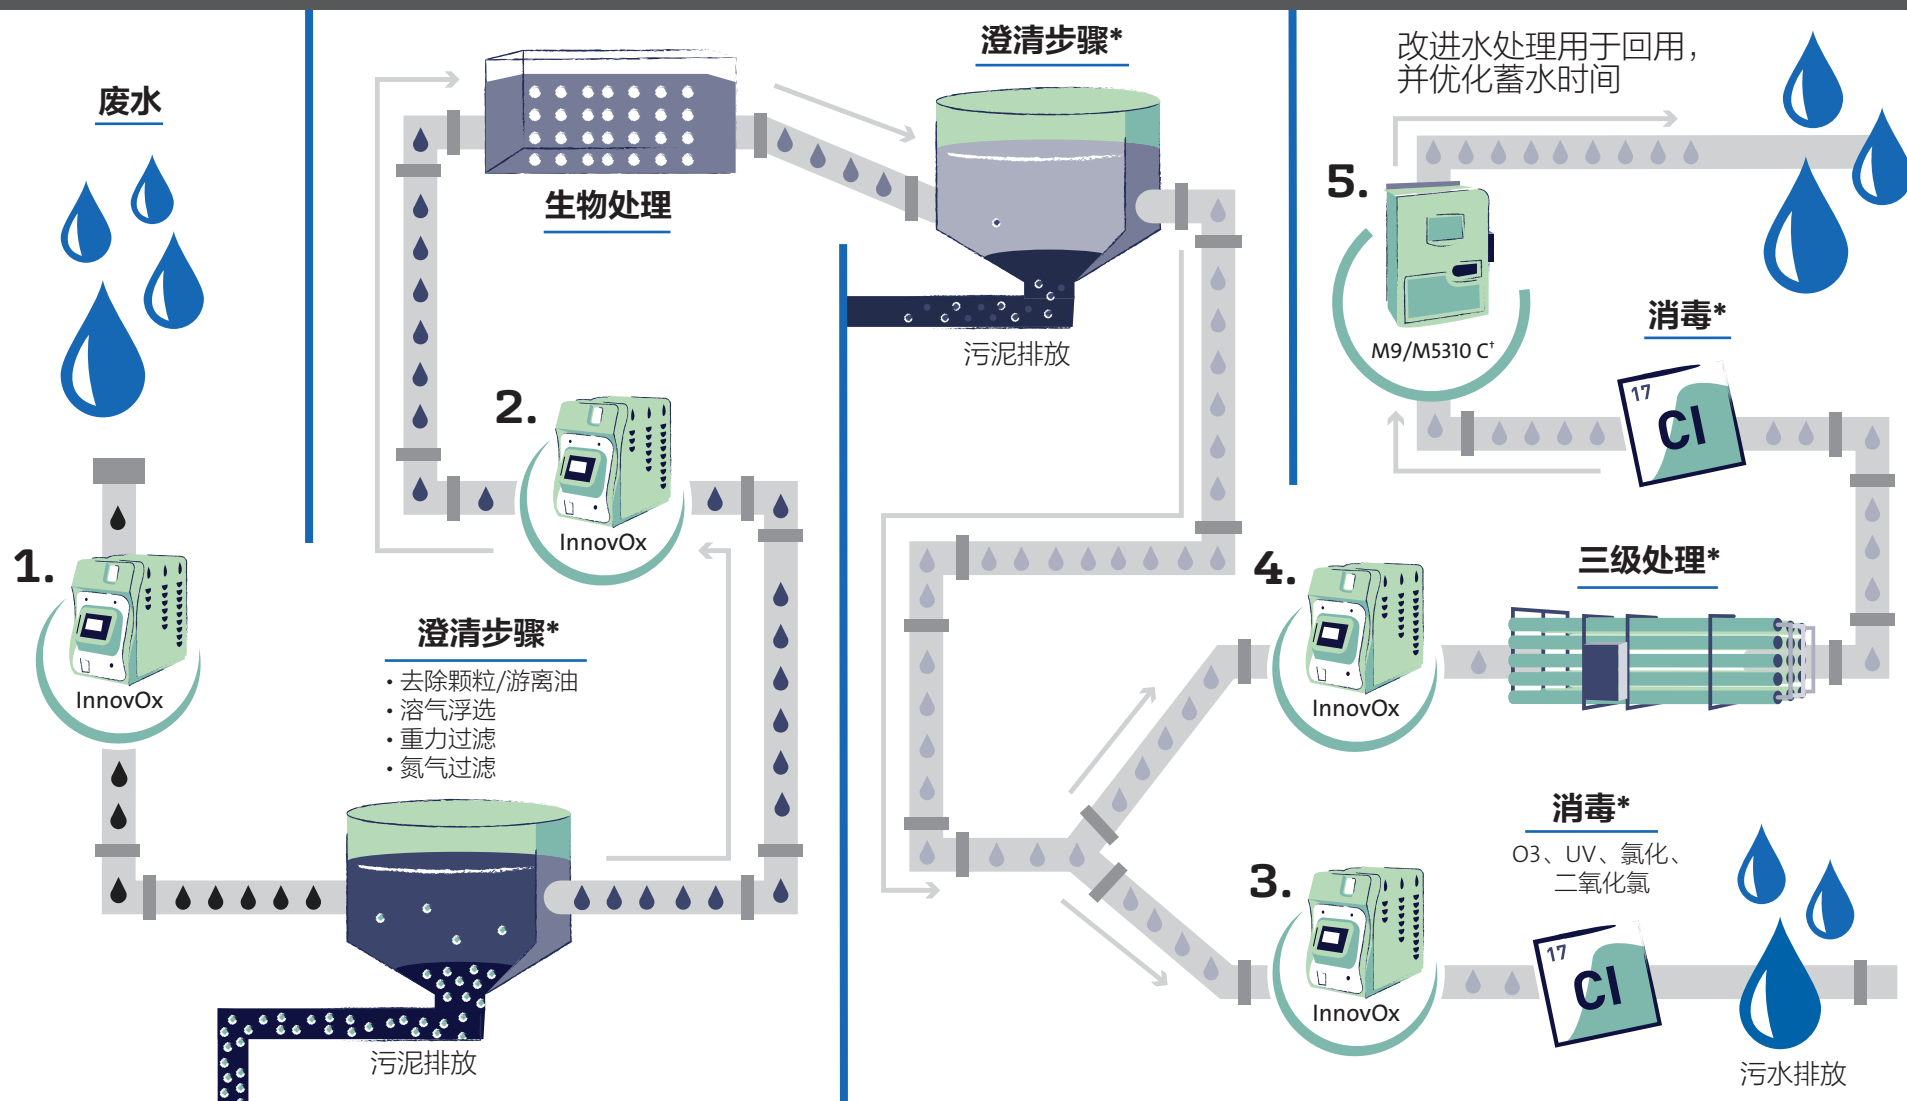 废水
1.
InnovOx
澄清步骤*
• 去除颗粒/游离油
• 溶气浮选
• 重力过滤
• 氮气过滤
污泥排放
2.
InnovOx
生物处理
澄清步骤*
污泥排放
3.
InnovOx
消毒*
O3、UV、氯化、
二氧化氯
17
Cl
污水排放
4.
InnovOx
三级处理*
消毒*
17
Cl
5.
M9/M5310 C†
改进水处理用于回用，
并优化蓄水时间